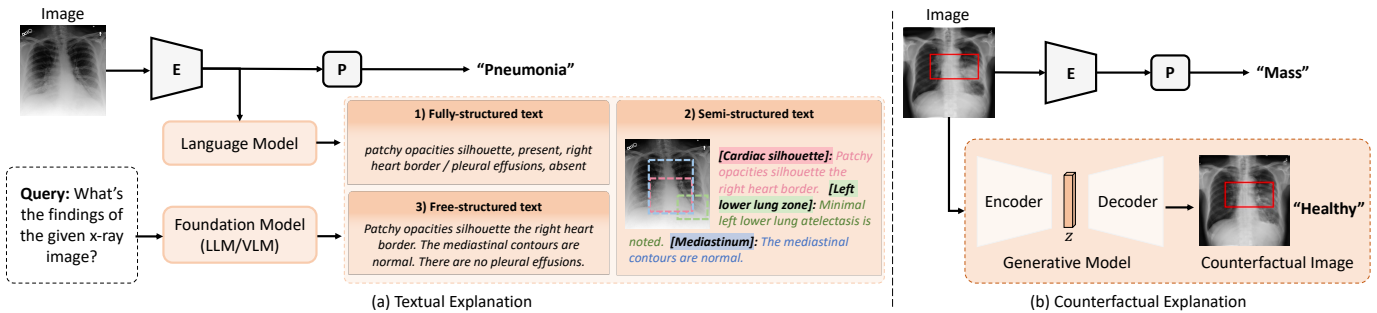 Image
E
P
“Pneumonia”
Language Model
Query: What’s
the findings of
the given x-ray
image?
Foundation Model
(LLM/VLM)
1) Fully-structured text
patchy opacities silhouette, present, right
heart border / pleural effusions, absent
3) Free-structured text
Patchy opacities silhouette the right heart
border. The mediastinal contours are
normal. There are no pleural effusions.
2) Semi-structured text
[Cardiac silhouette]: Patchy
opacities silhouette the
right heart border. [Left
lower lung zone]: Minimal
left lower lung atelectasis is
noted. [Mediastinum]: The mediastinal
contours are normal.
(a) Textual Explanation
Image
E
P
“Mass”
Encoder
z
Decoder
“Healthy”
Generative Model
Counterfactual Image
(b) Counterfactual Explanation